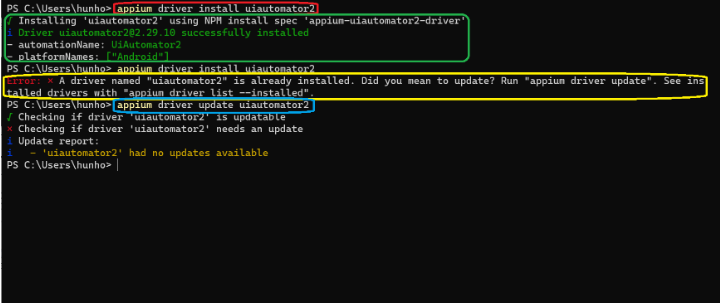 PS C:\Users\hunho> appium driver install uiautomator2
√ Installing 'uiautomator2' using NPM install spec 'appium-uiautomator2-driver'
i Driver uiautomator2@2.29.10 successfully installed
- automationName: UiAutomator2
- platformNames: ["Android"]
PS C:\Users\hunho> appium driver install uiautomator2
Error: × A driver named "uiautomator2" is already installed. Did you mean to update? Run "appium driver update". See ins
talled drivers with "appium driver list --installed".
PS C:\Users\hunho> appium driver update uiautomator2
√ Checking if driver 'uiautomator2' is updatable
× Checking if driver 'uiautomator2' needs an update
i Update report:
i   - 'uiautomator2' had no updates available
PS C:\Users\hunho>